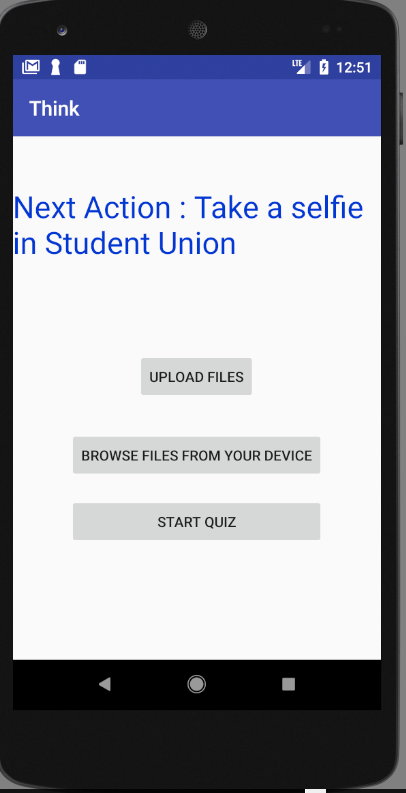 LTE 12:51
Think
Next Action : Take a selfie
in Student Union
UPLOAD FILES
BROWSE FILES FROM YOUR DEVICE
START QUIZ